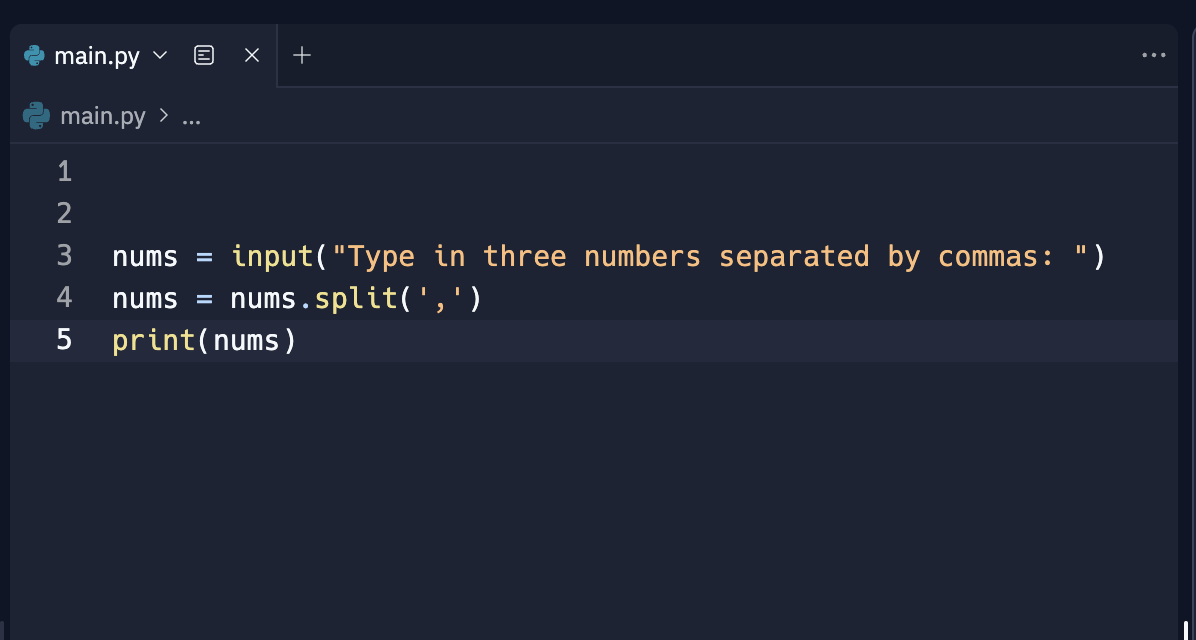 main.py
main.py > ...
1
2
3 nums = input("Type in three numbers separated by commas: ")
4 nums = nums.split(',')
5 print(nums)